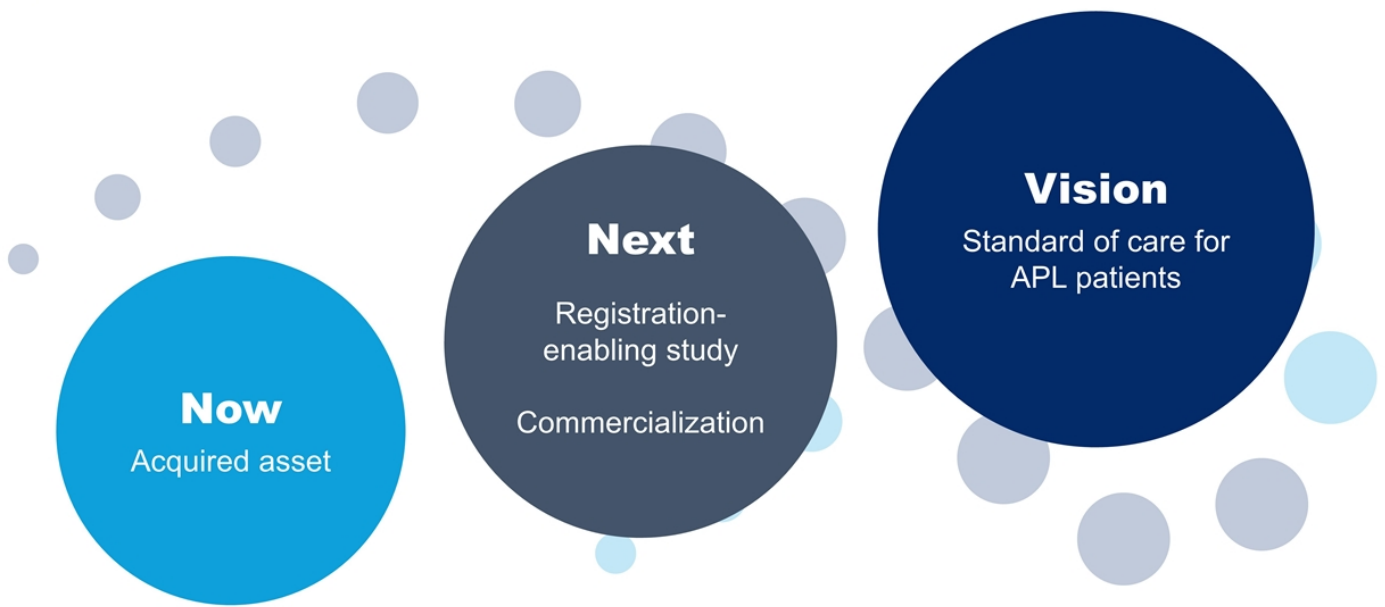 Now
Acquired asset
Next
Registration-
enabling study
Commercialization
Vision
Standard of care for
APL patients